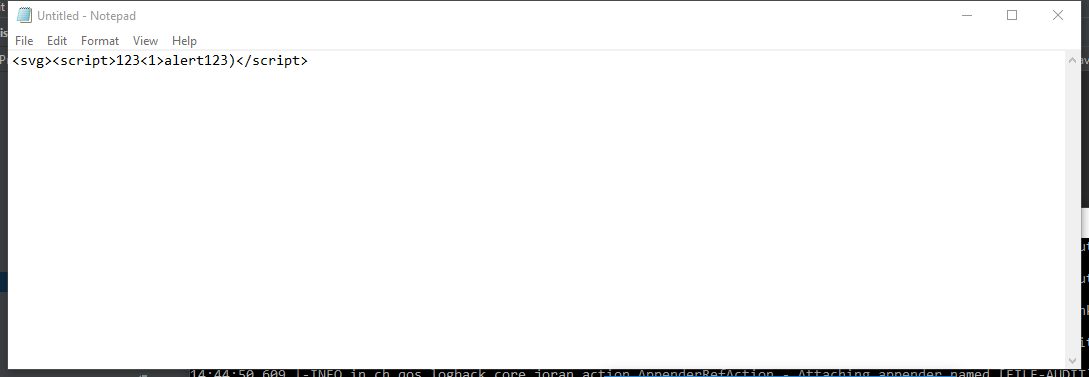 Untitled - Notepad
File Edit Format View Help
<svg><script>123<1>alert123)</script>
14:44:50,609 |-INFO in ch.qos.logback.core.joran.action.AppenderRefAction - Attaching appender named [FILE-AUDIT